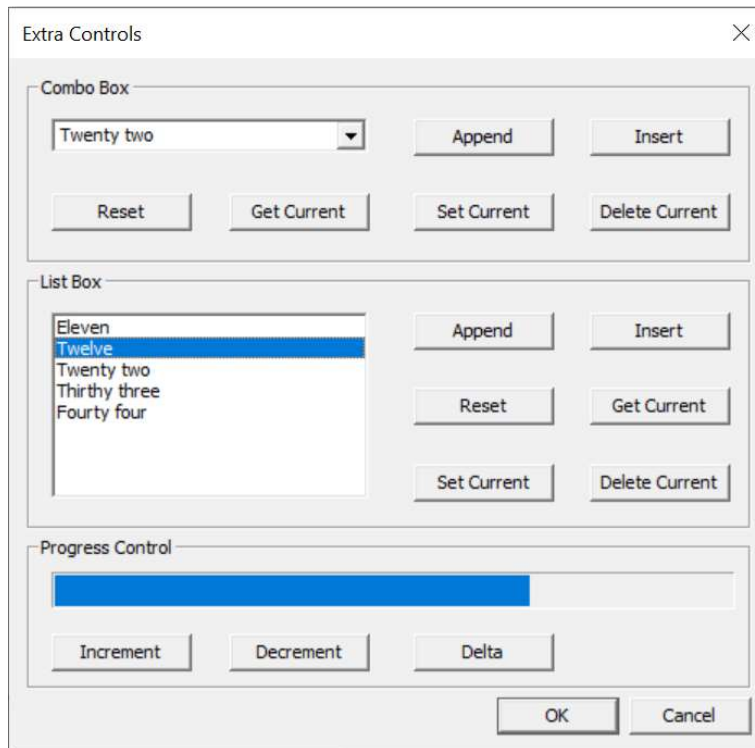 Extra Controls
Combo Box
Twenty two
Append
Insert
Reset
Get Current
Set Current
Delete Current
List Box
Eleven
Twelve
Twenty two
Thirthy three
Fourty four
Append
Insert
Reset
Get Current
Set Current
Delete Current
Progress Control
Increment
Decrement
Delta
OK
Cancel